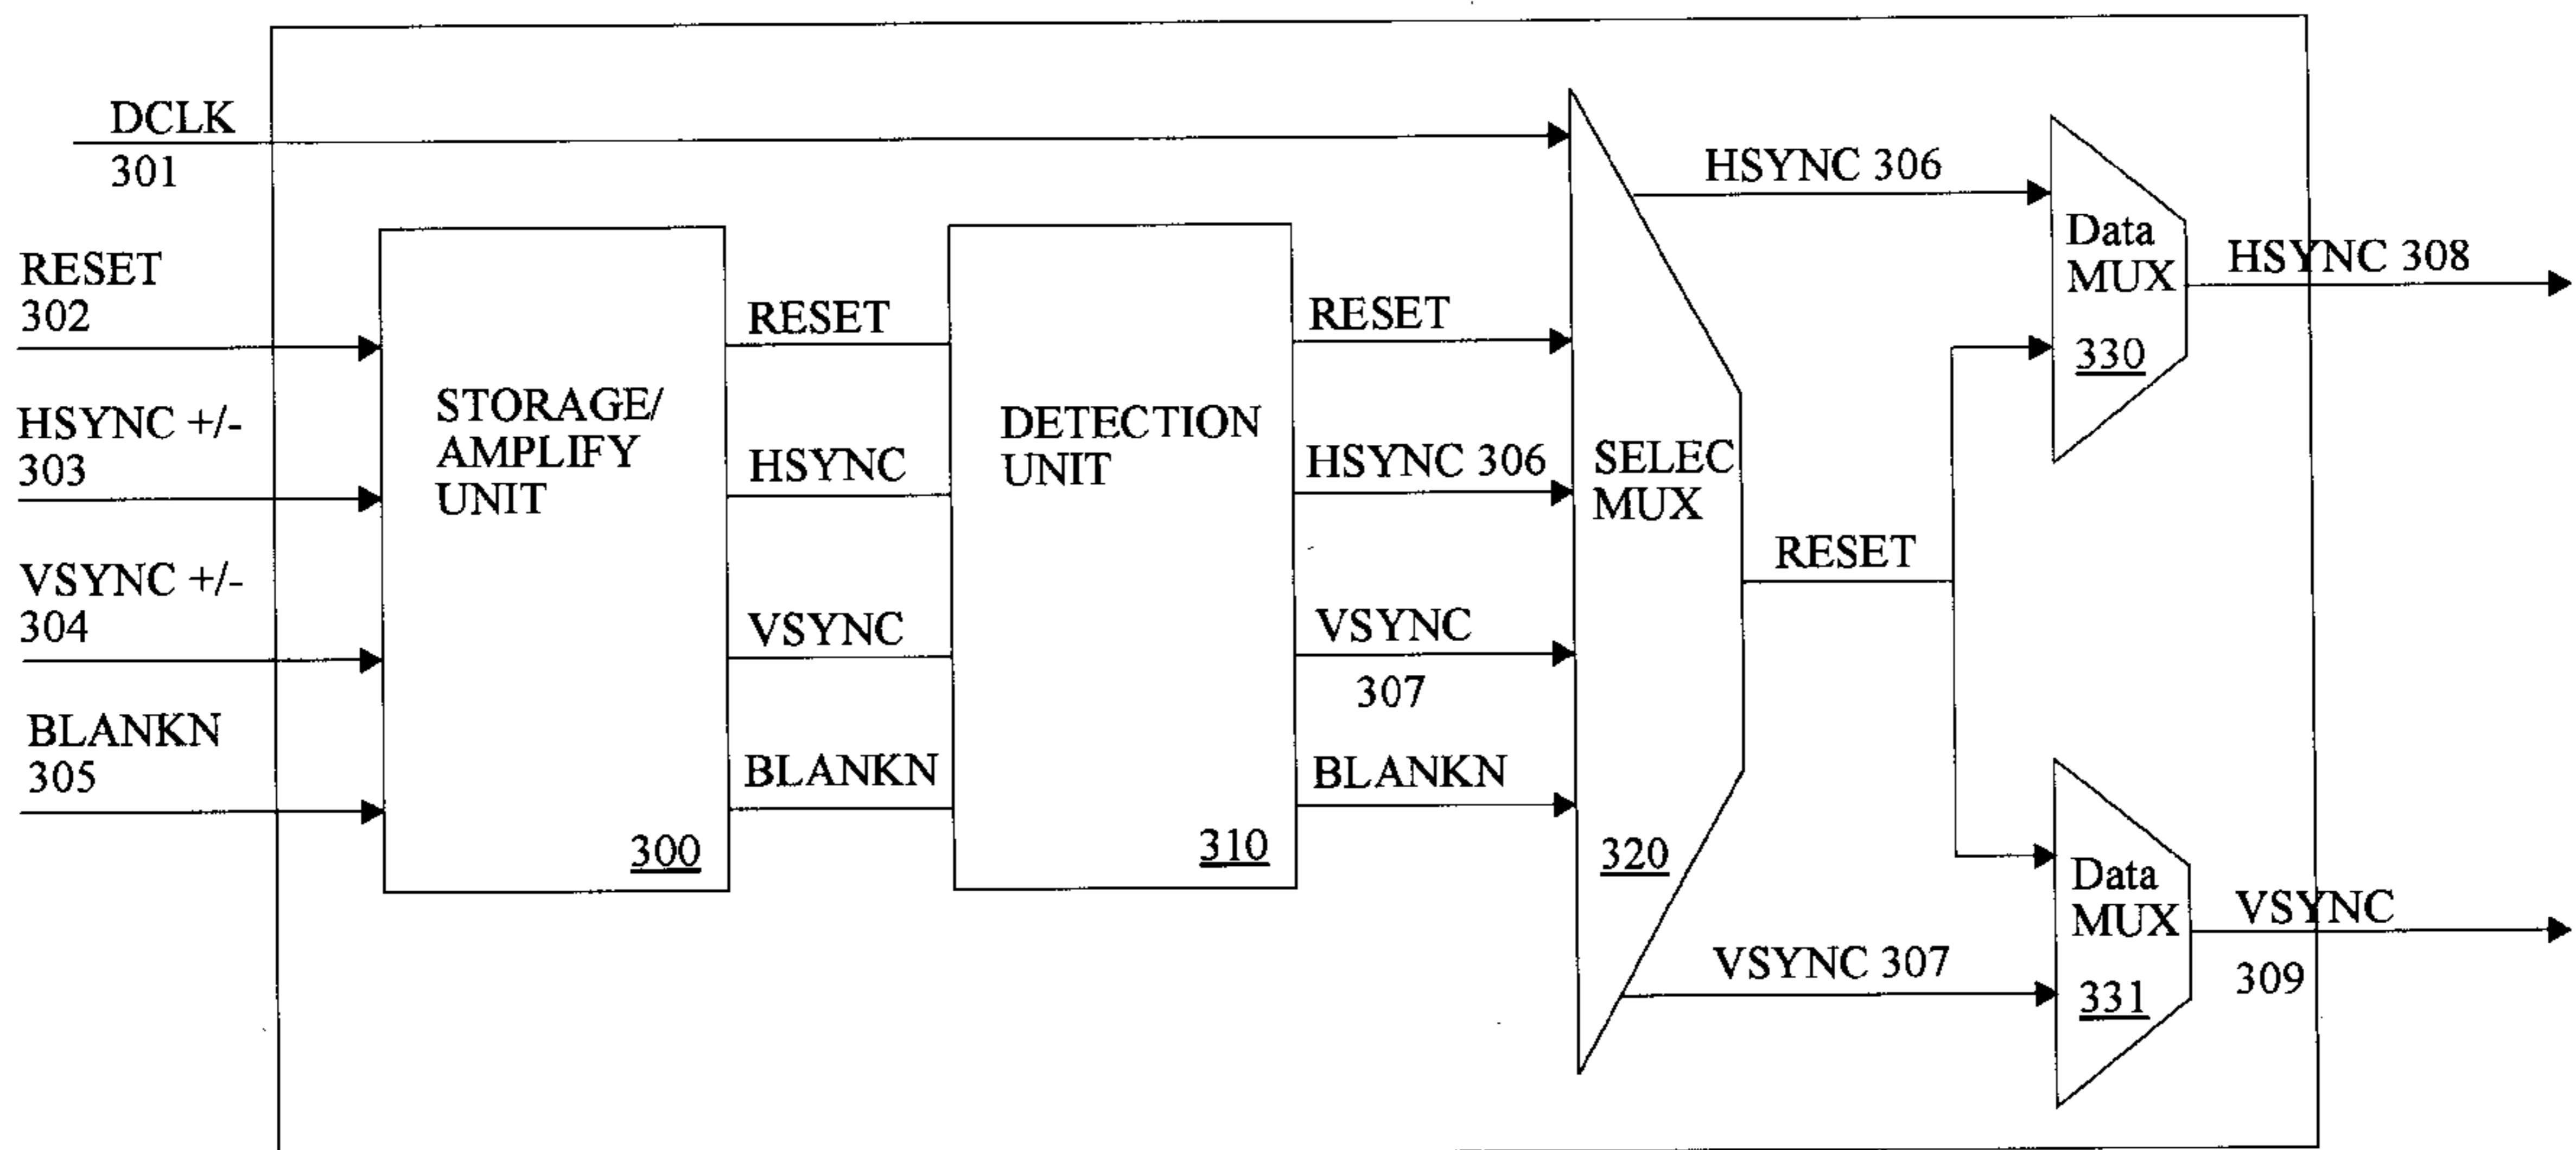 DCLK
301
RESET
302
HSYNC +/-
303
VSYNC +/-
304
BLANKN
305
STORAGE/
AMPLIFY
UNIT
300
RESET
HSYNC
VSYNC
BLANKN
DETECTION
UNIT
310
RESET
HSYNC 306
VSYNC
307
BLANKN
SELEC
MUX
320
HSYNC 306
RESET
VSYNC 307
Data
MUX
330
HSYNC 308
Data
MUX
331
VSYNC
309